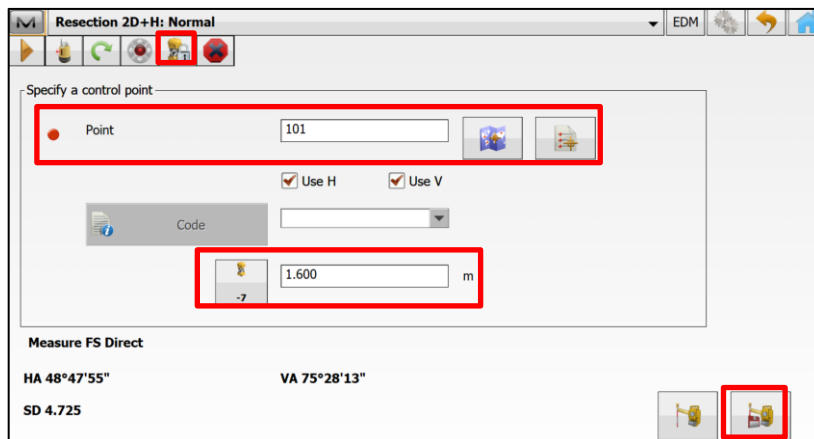 Resection 2D+H: Normal EDM
Specify a control point
Point 101
Use H Use V
Code
1.600 m
-7
Measure FS Direct
HA 48°47'55" VA 75°28'13"
SD 4.725